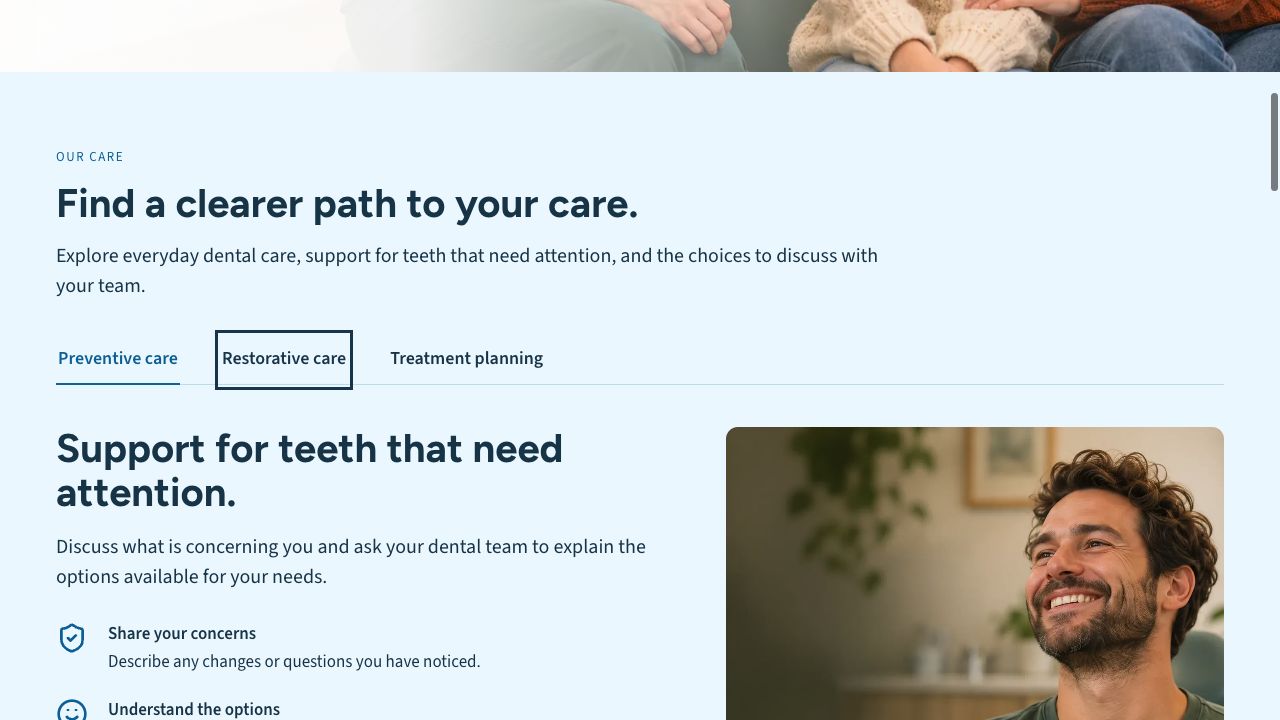 OUR CARE
Find a clearer path to your care.
Explore everyday dental care, support for teeth that need attention, and the choices to discuss with
your team.
Preventive care Restorative care Treatment planning
Support for teeth that need
attention.
Discuss what is concerning you and ask your dental team to explain the
options available for your needs.
Share your concerns
Describe any changes or questions you have noticed.
Understand the options